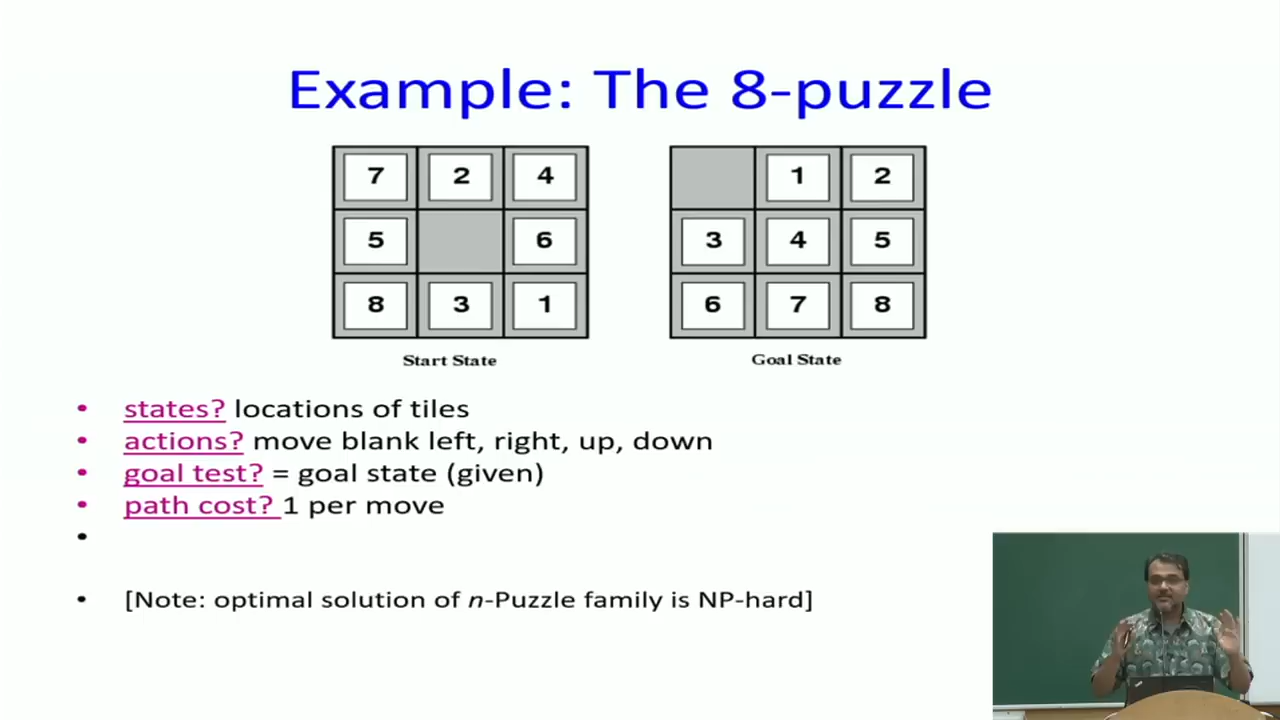 Example: The 8-puzzle
7 2 4
5 6
8 3 1
Start State
1 2
3 4 5
6 7 8
Goal State
• states? locations of tiles
• actions? move blank left, right, up, down
• goal test? = goal state (given)
• path cost? 1 per move
•
• [Note: optimal solution of n-Puzzle family is NP-hard]